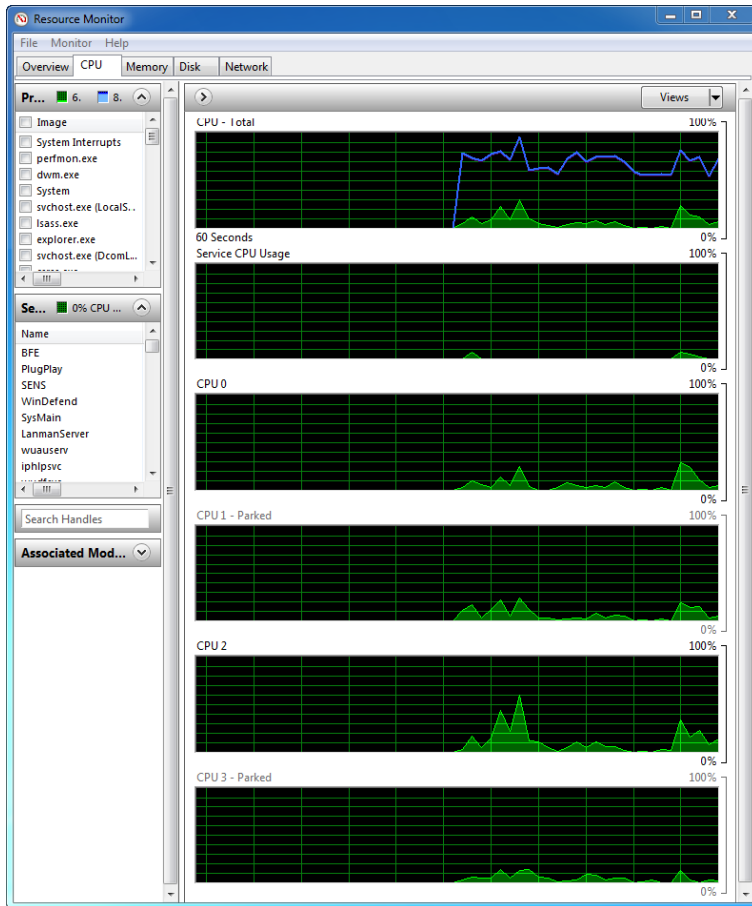 Resource Monitor
File Monitor Help
Overview CPU Memory Disk Network
Pr... 6. 8.
Image
System Interrupts
perfmon.exe
dwm.exe
System
svchost.exe (LocalS..
lsass.exe
explorer.exe
svchost.exe (DcomL...
Se... 0% CPU ...
Name
BFE
PlugPlay
SENS
WinDefend
SysMain
LanmanServer
wuauserv
iphlpsvc
Search Handles
Associated Mod...
Views
CPU - Total 100%
60 Seconds 0%
Service CPU Usage 100%
0%
CPU 0 100%
0%
CPU 1 - Parked 100%
0%
CPU 2 100%
0%
CPU 3 - Parked 100%
0%